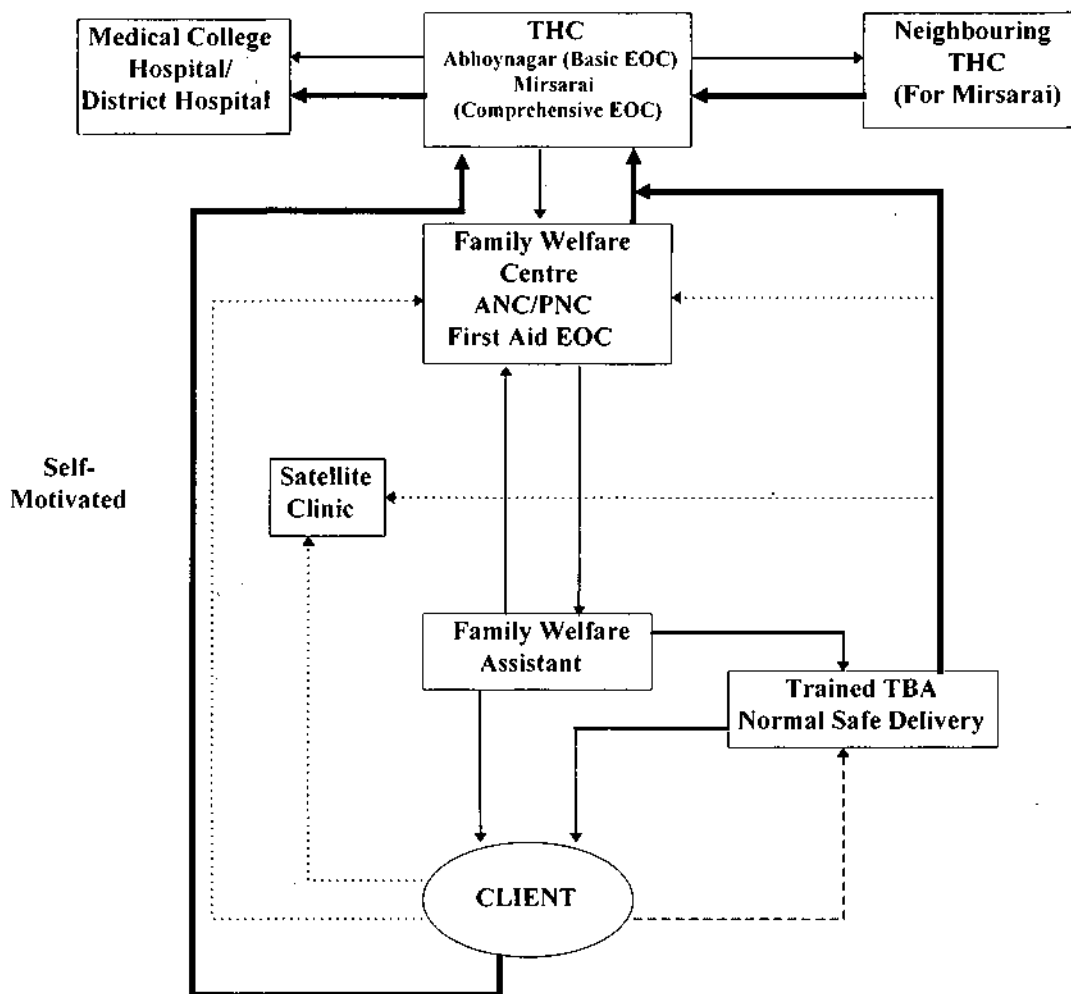 Medical College
Hospital/
District Hospital
THC
Abhoynagar (Basic EOC)
Mirsarai
(Comprehensive EOC)
Neighbouring
THC
(For Mirsarai)
Family Welfare
Centre
ANC/PNC
First Aid EOC
Self-
Motivated
Satellite
Clinic
Family Welfare
Assistant
Trained TBA
Normal Safe Delivery
CLIENT